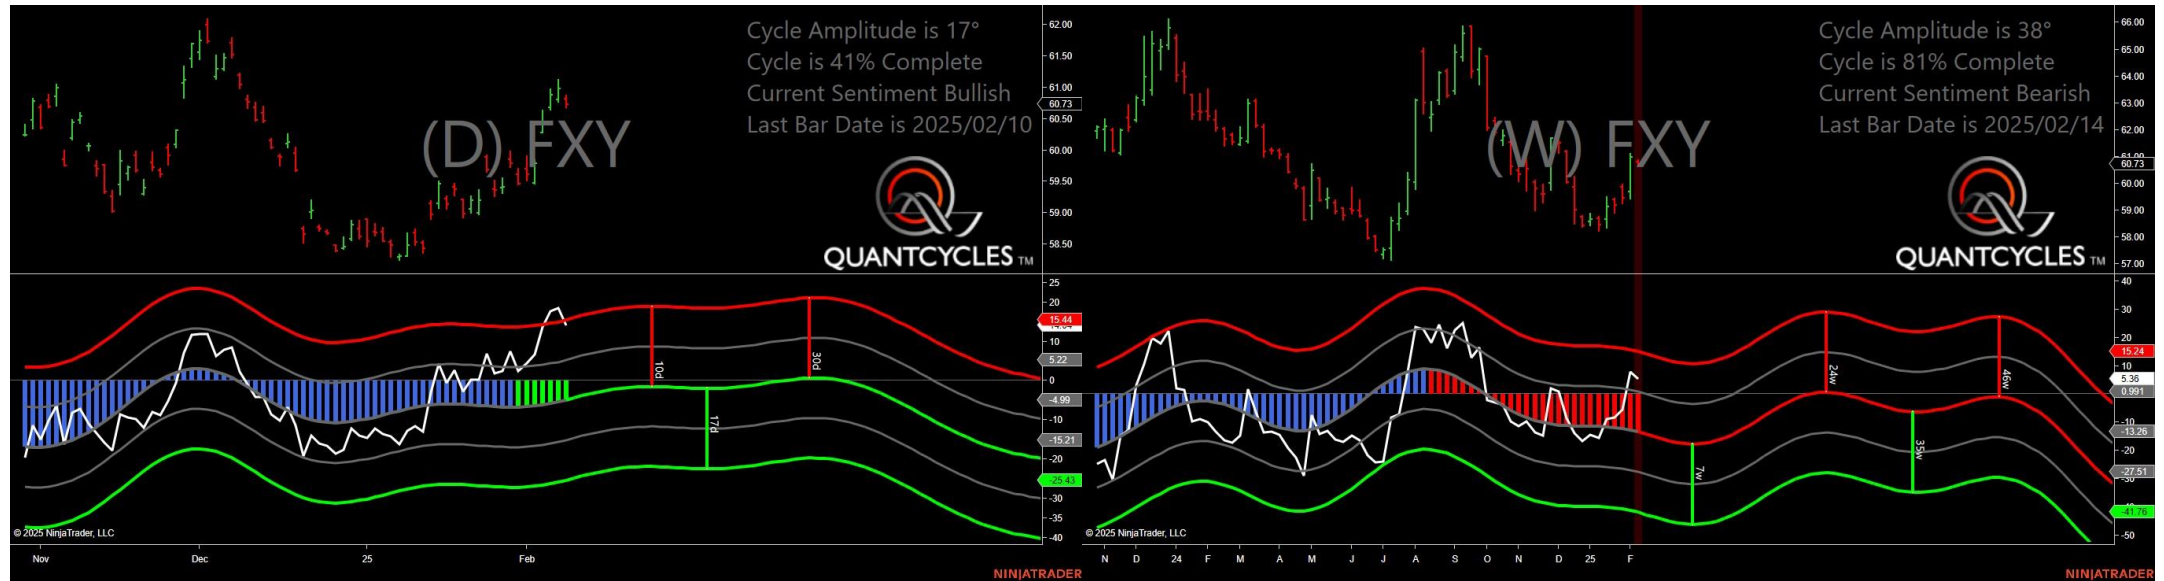 Cycle Amplitude is 17°
Cycle is 41% Complete
Current Sentiment Bullish
Last Bar Date is 2025/02/10
(D) FXY
QUANTCYCLES TM
62.00
61.50
61.00
60.73
60.50
60.00
59.50
59.00
58.50
25
20
15.44
10
5.22
0
-4.99
-10
-15.21
-20
-25.43
-30
-35
-40
10d
17d
30d
© 2025 NinjaTrader, LLC
Nov Dec 25 Feb
NINJATRADER
Cycle Amplitude is 38°
Cycle is 81% Complete
Current Sentiment Bearish
Last Bar Date is 2025/02/14
(W) FXY
QUANTCYCLES TM
66.00
65.00
64.00
63.00
62.00
61.00
60.73
60.00
59.00
58.00
57.00
40
30
20
15.24
10
5.36
0.991
-10
-13.26
-20
-27.51
-30
-41.76
-50
7w
24w
35w
46w
© 2025 NinjaTrader, LLC
N D 24 F M A M J J A S O N D 25 F
NINJATRADER